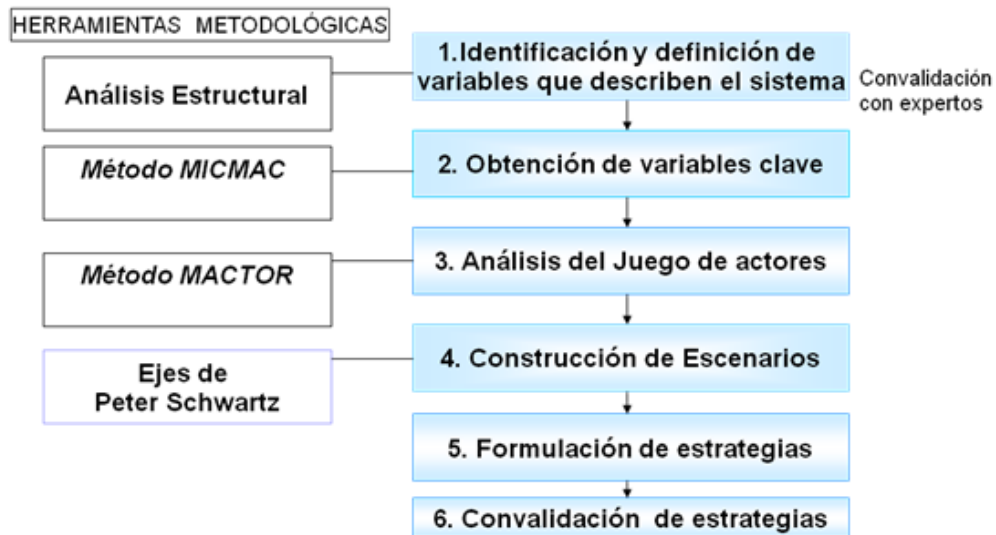 HERRAMIENTAS METODOLÓGICAS
Análisis Estructural
Método MICMAC
Método MACTOR
Ejes de
Peter Schwartz
1.Identificación y definición de
variables que describen el sistema
Convalidación
con expertos
2. Obtención de variables clave
3. Análisis del Juego de actores
4. Construcción de Escenarios
5. Formulación de estrategias
6. Convalidación de estrategias